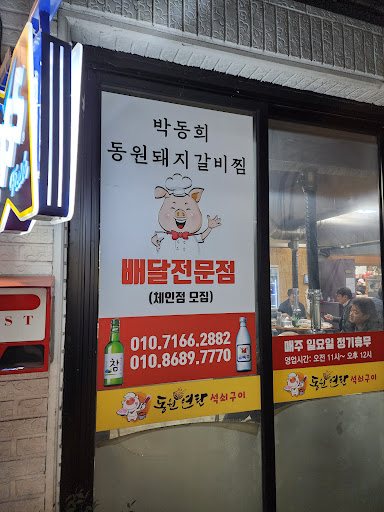 박동희
동원돼지갈비찜
배달전문점
(체인점 모집)
010.7166.2882
010.8689.7770
참
동원연탄 석쇠구이
매주 일요일 정기휴무
영업시간: 오전 11시~ 오후 12시
동원연탄 석쇠구이
ST